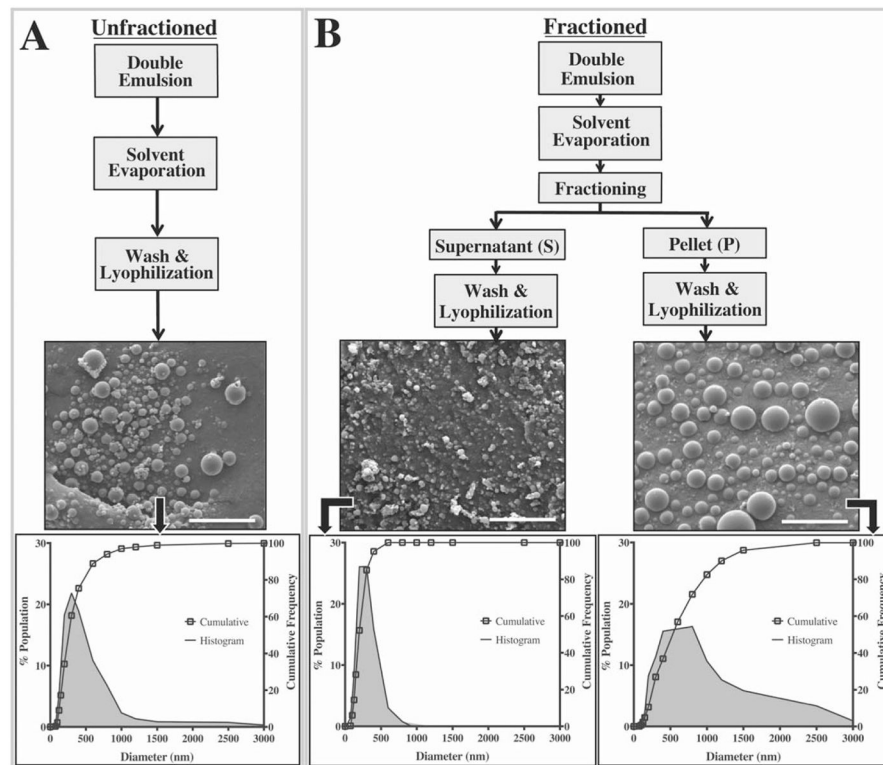 A
Unfractioned
Double
Emulsion
Solvent
Evaporation
Wash &
Lyophilization
30
20
10
0
% Population
100
80
60
40
20
0
Cumulative Frequency
Cumulative
Histogram
0 500 1000 1500 2000 2500 3000
Diameter (nm)
B
Fractioned
Double
Emulsion
Solvent
Evaporation
Fractioning
Supernatant (S)
Pellet (P)
Wash &
Lyophilization
Wash &
Lyophilization
30
20
10
0
% Population
100
80
60
40
20
0
Cumulative Frequency
Cumulative
Histogram
0 500 1000 1500 2000 2500 3000
Diameter (nm)
30
20
10
0
% Population
100
80
60
40
20
0
Cumulative Frequency
Cumulative
Histogram
0 500 1000 1500 2000 2500 3000
Diameter (nm)